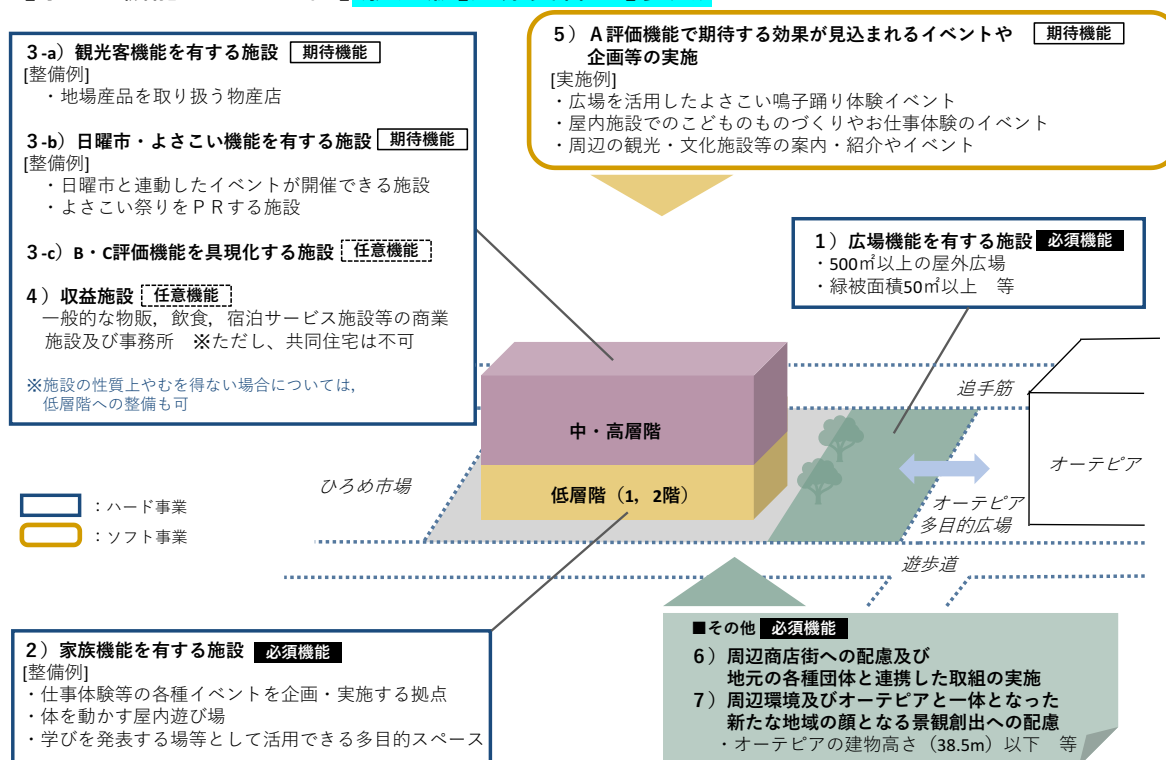 3-a）観光客機能を有する施設 期待機能
[整備例]
・地場産品を取り扱う物産店
3-b）日曜市・よさこい機能を有する施設 期待機能
[整備例]
・日曜市と連動したイベントが開催できる施設
・よさこい祭りをＰＲする施設
3-c）B・C評価機能を具現化する施設 任意機能
4）収益施設 任意機能
一般的な物販，飲食，宿泊サービス施設等の商業
施設及び事務所　※ただし、共同住宅は不可
※施設の性質上やむを得ない場合については，
低層階への整備も可
5）Ａ評価機能で期待する効果が見込まれるイベントや 期待機能
企画等の実施
[実施例]
・広場を活用したよさこい鳴子踊り体験イベント
・屋内施設でのこどものものづくりやお仕事体験のイベント
・周辺の観光・文化施設等の案内・紹介やイベント
1）広場機能を有する施設 必須機能
・500㎡以上の屋外広場
・緑被面積50㎡以上　等
追手筋
中・高層階
オーテピア
ひろめ市場
低層階（1，2階）
オーテピア
多目的広場
遊歩道
：ハード事業
：ソフト事業
2）家族機能を有する施設 必須機能
[整備例]
・仕事体験等の各種イベントを企画・実施する拠点
・体を動かす屋内遊び場
・学びを発表する場等として活用できる多目的スペース
■その他 必須機能
6）周辺商店街への配慮及び
地元の各種団体と連携した取組の実施
7）周辺環境及びオーテピアと一体となった
新たな地域の顔となる景観創出への配慮
・オーテピアの建物高さ（38.5m）以下　等